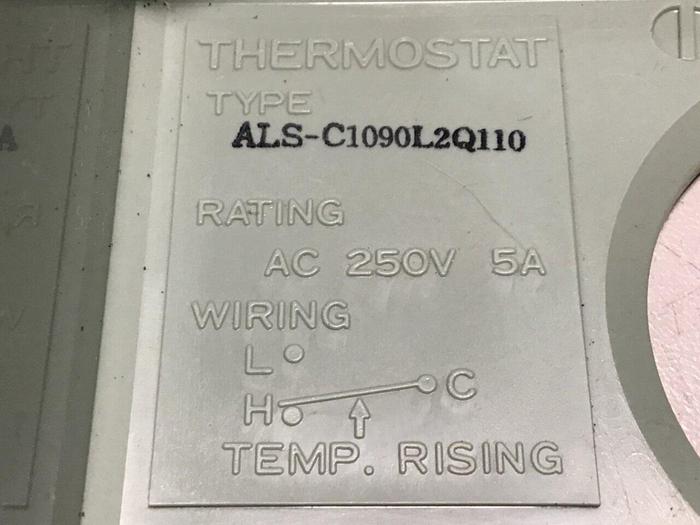 THERMOSTAT
TYPE
ALS-C1090L2Q110
RATING
AC 250V 5A
WIRING
L
C
H
TEMP. RISING